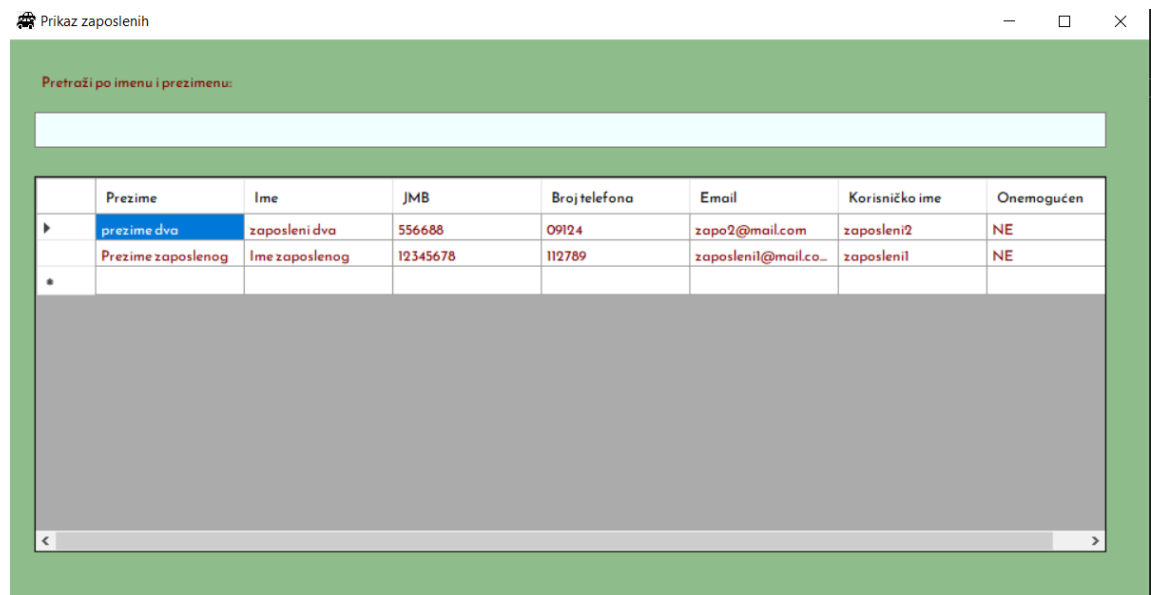 Prikaz zaposlenih
Pretraži po imenu i prezimenu:
Prezime Ime JMB Broj telefona Email Korisničko ime Onemogućen
prezime dva zaposleni dva 556688 09124 zapo2@mail.com zaposleni2 NE
Prezime zaposlenog Ime zaposlenog 12345678 112789 zaposleni1@mail.co... zaposleni1 NE